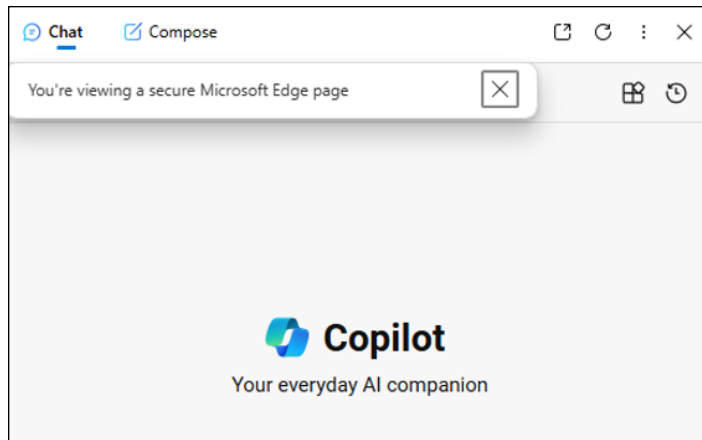 Chat Compose
You're viewing a secure Microsoft Edge page
Copilot
Your everyday AI companion